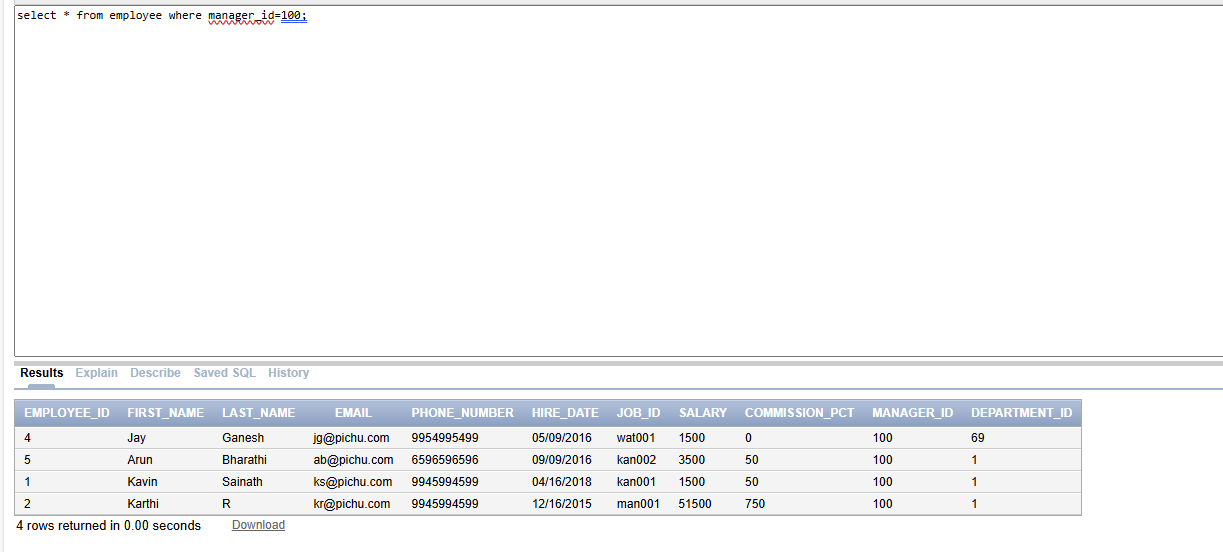 select * from employee where manager_id=100;
Results Explain Describe Saved SQL History
EMPLOYEE_ID FIRST_NAME LAST_NAME EMAIL PHONE_NUMBER HIRE_DATE JOB_ID SALARY COMMISSION_PCT MANAGER_ID DEPARTMENT_ID
4 Jay Ganesh jg@pichu.com 9954995499 05/09/2016 wat001 1500 0 100 69
5 Arun Bharathi ab@pichu.com 6596596596 09/09/2016 kan002 3500 50 100 1
1 Kavin Sainath ks@pichu.com 9945994599 04/16/2018 kan001 1500 50 100 1
2 Karthi R kr@pichu.com 9945994599 12/16/2015 man001 51500 750 100 1
4 rows returned in 0.00 seconds Download